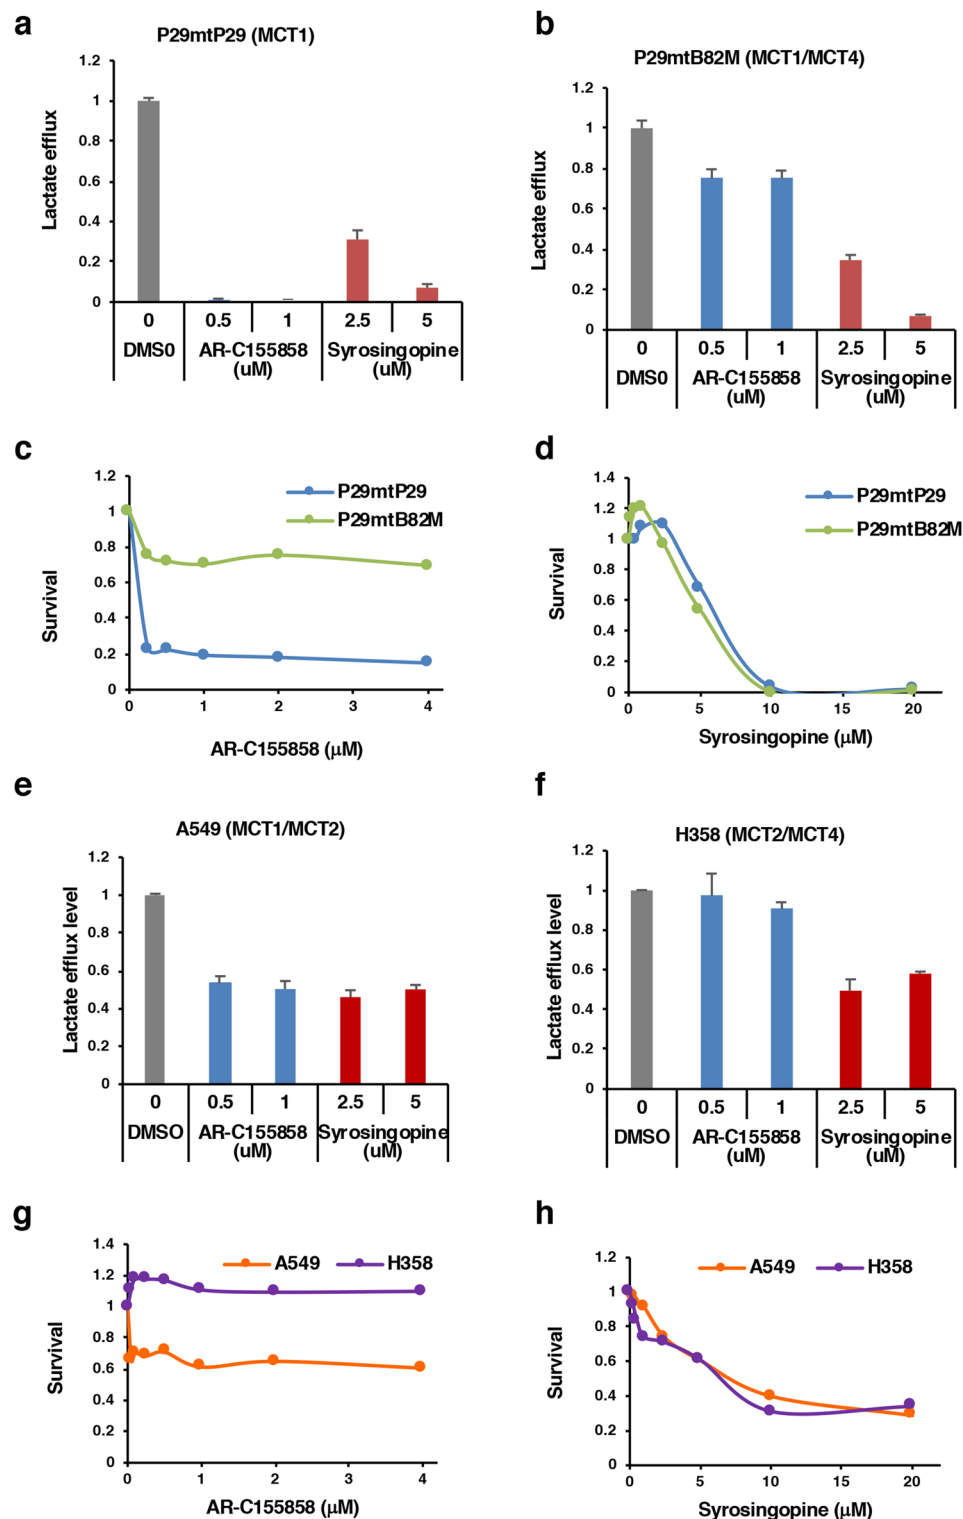 a
P29mtP29 (MCT1)
Lactate efflux
1.2
1
0.8
0.6
0.4
0.2
0
0 0.5 1 2.5 5
DMS0 AR-C155858 Syrosingopine
(uM) (uM)
b
P29mtB82M (MCT1/MCT4)
Lactate efflux
1.2
1
0.8
0.6
0.4
0.2
0
0 0.5 1 2.5 5
DMS0 AR-C155858 Syrosingopine
(uM) (uM)
c
Survival
1.2
1
0.8
0.6
0.4
0.2
0
P29mtP29
P29mtB82M
0 1 2 3 4
AR-C155858 (μM)
d
Survival
1.4
1.2
1
0.8
0.6
0.4
0.2
0
P29mtP29
P29mtB82M
0 5 10 15 20
Syrosingopine (μM)
e
A549 (MCT1/MCT2)
Lactate efflux level
1.2
1
0.8
0.6
0.4
0.2
0
0 0.5 1 2.5 5
DMSO AR-C155858 Syrosingopine
(uM) (uM)
f
H358 (MCT2/MCT4)
Lactate efflux level
1.2
1
0.8
0.6
0.4
0.2
0
0 0.5 1 2.5 5
DMSO AR-C155858 Syrosingopine
(uM) (uM)
g
Survival
1.4
1.2
1
0.8
0.6
0.4
0.2
0
A549 H358
0 1 2 3 4
AR-C155858 (μM)
h
Survival
1.2
1
0.8
0.6
0.4
0.2
0
A549 H358
0 5 10 15 20
Syrosingopine (μM)